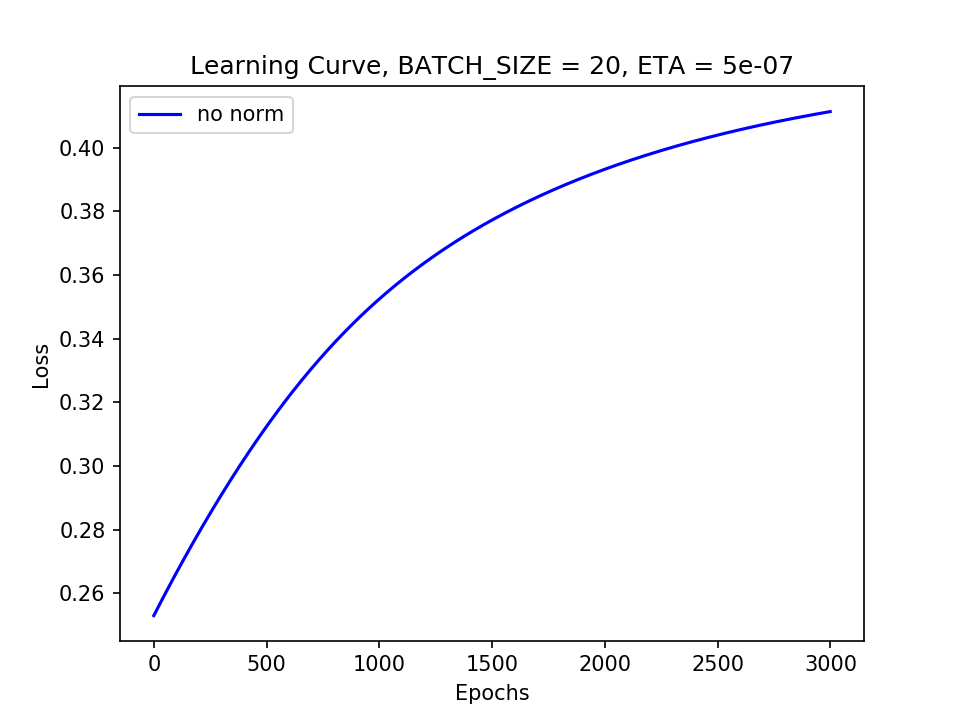 Learning Curve, BATCH_SIZE = 20, ETA = 5e-07
no norm
0.40
0.38
0.36
0.34
0.32
0.30
0.28
0.26
Loss
0 500 1000 1500 2000 2500 3000
Epochs